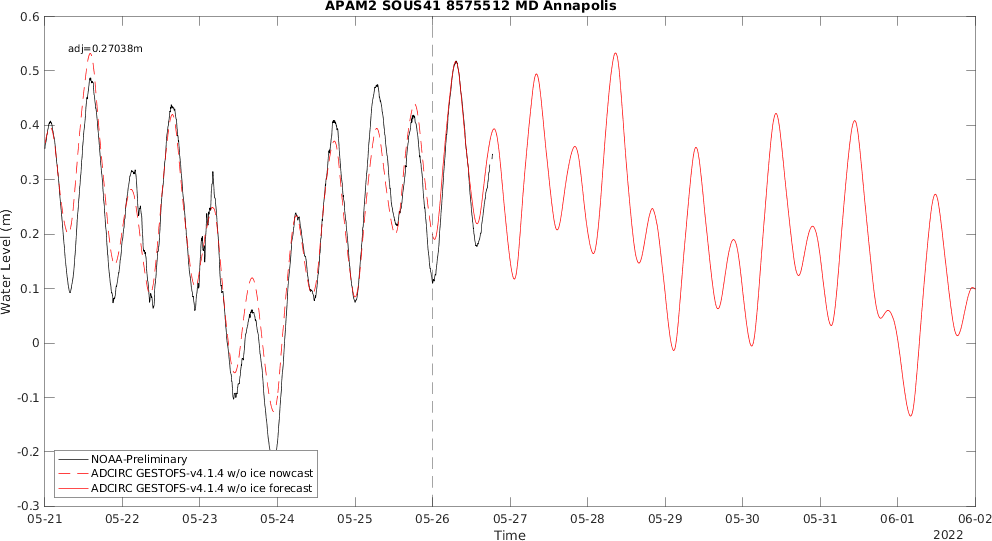 APAM2 SOUS41 8575512 MD Annapolis
0.6
adj=0.27038m
0.5
0.4
0.3
0.2
0.1
0
-0.1
-0.2
-0.3
Water Level (m)
NOAA-Preliminary
ADCIRC GESTOFS-v4.1.4 w/o ice nowcast
ADCIRC GESTOFS-v4.1.4 w/o ice forecast
05-21 05-22 05-23 05-24 05-25 05-26 05-27 05-28 05-29 05-30 05-31 06-01 06-02
Time
2022